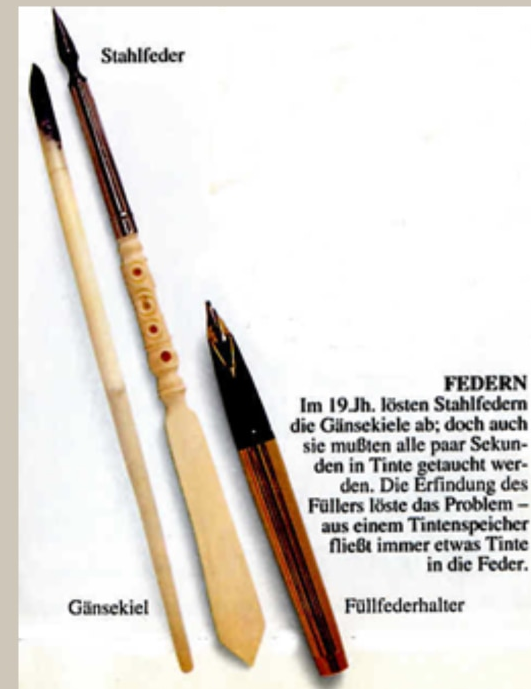 Stahlfeder
FEDERN
Im 19.Jh. lösten Stahlfedern
die Gänsekiele ab; doch auch
sie mußten alle paar Sekun-
den in Tinte getaucht wer-
den. Die Erfindung des
Füllers löste das Problem –
aus einem Tintenspeicher
fließt immer etwas Tinte
in die Feder.
Gänsekiel
Füllfederhalter